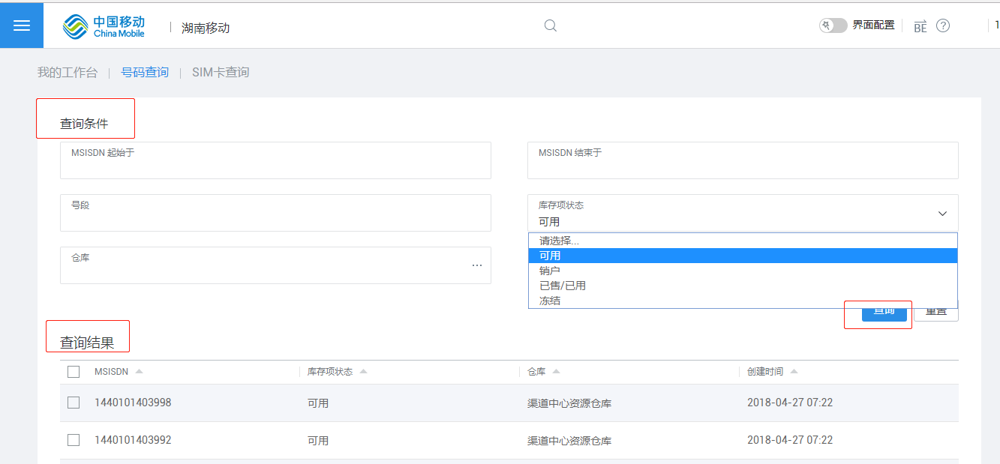 中国移动
China Mobile
湖南移动
界面配置
BE
1
我的工作台
号码查询
SIM卡查询
查询条件
MSISDN 起始于
MSISDN 结束于
号段
库存项状态
可用
请选择...
可用
销户
已售/已用
冻结
仓库
...
查询
重置
查询结果
MSISDN 库存项状态 仓库 创建时间
1440101403998 可用 渠道中心资源仓库 2018-04-27 07:22
1440101403992 可用 渠道中心资源仓库 2018-04-27 07:22